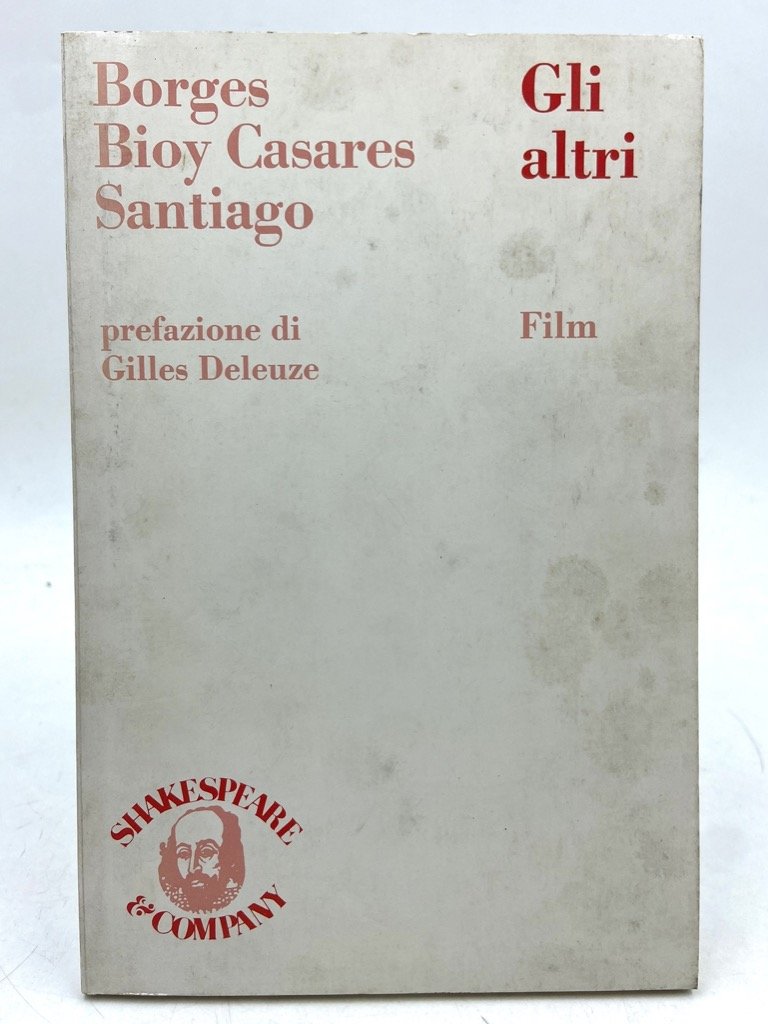 Borges
Bioy Casares
Santiago
Gli
altri
prefazione di
Gilles Deleuze
Film
SHAKESPEARE
& COMPANY